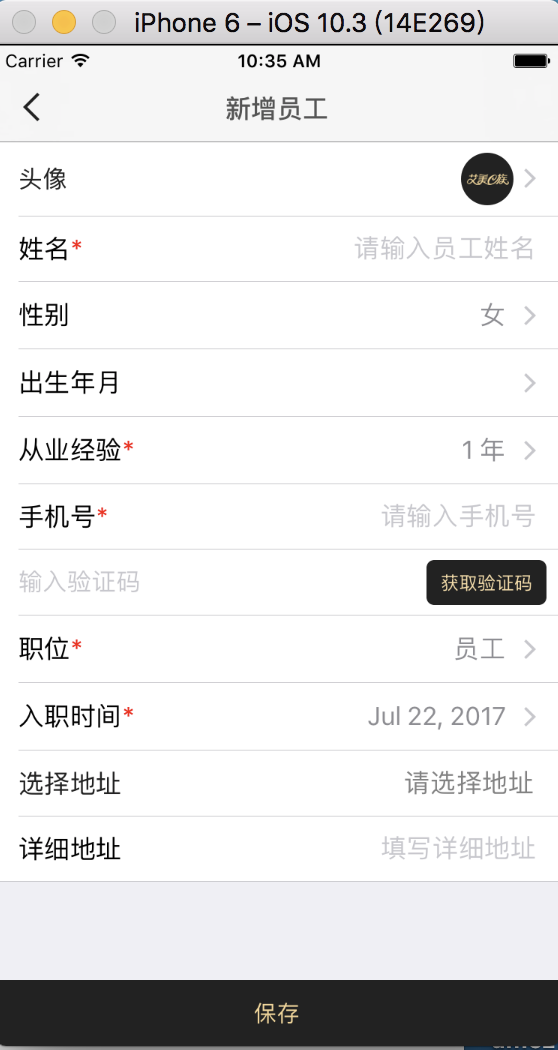 iPhone 6 – iOS 10.3 (14E269)
Carrier 10:35 AM
新增员工
头像 艾美e族
姓名* 请输入员工姓名
性别 女
出生年月
从业经验* 1 年
手机号* 请输入手机号
输入验证码 获取验证码
职位* 员工
入职时间* Jul 22, 2017
选择地址 请选择地址
详细地址 填写详细地址
保存